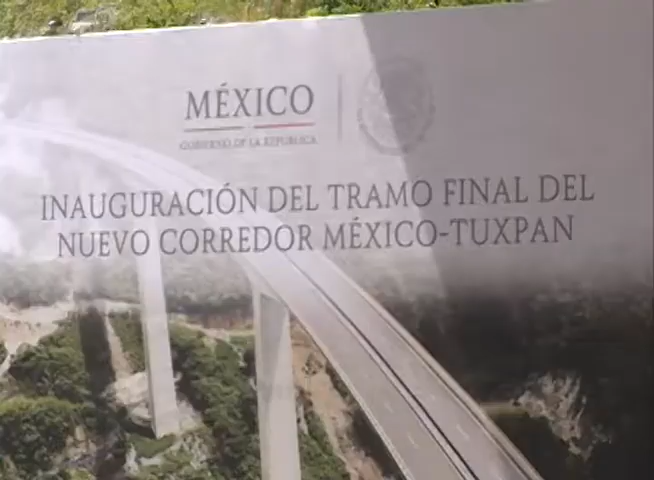 MÉXICO
GOBIERNO DE LA REPÚBLICA
INAUGURACIÓN DEL TRAMO FINAL DEL
NUEVO CORREDOR MÉXICO-TUXPAN